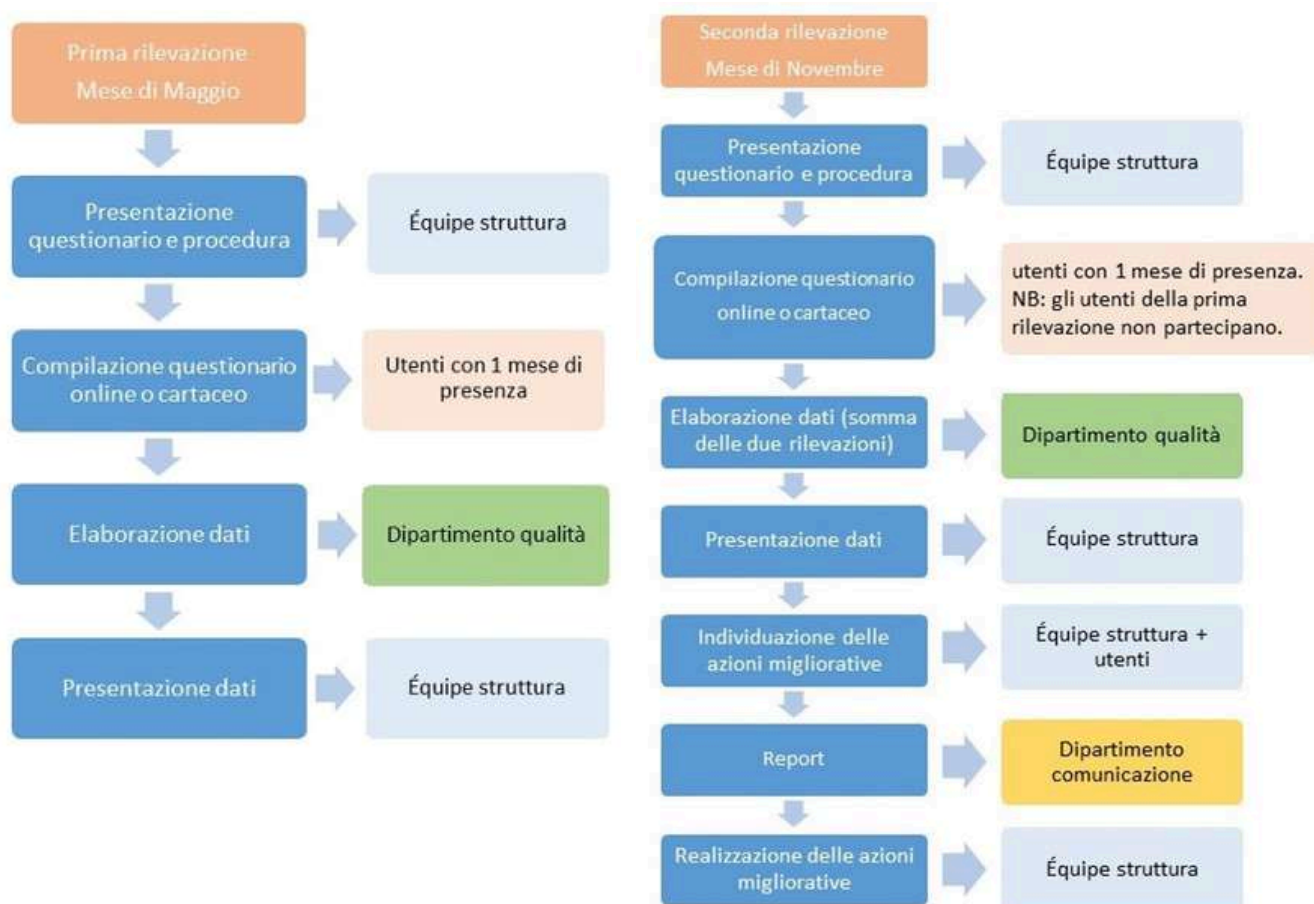 Prima rilevazione
Mese di Maggio
Presentazione
questionario e procedura
Équipe struttura
Compilazione questionario
online o cartaceo
Utenti con 1 mese di
presenza
Elaborazione dati
Dipartimento qualità
Presentazione dati
Équipe struttura
Seconda rilevazione
Mese di Novembre
Presentazione
questionario e procedura
Équipe struttura
Compilazione questionario
online o cartaceo
utenti con 1 mese di presenza.
NB: gli utenti della prima
rilevazione non partecipano.
Elaborazione dati (somma
delle due rilevazioni)
Dipartimento qualità
Presentazione dati
Équipe struttura
Individuazione delle
azioni migliorative
Équipe struttura +
utenti
Report
Dipartimento
comunicazione
Realizzazione delle azioni
migliorative
Équipe struttura